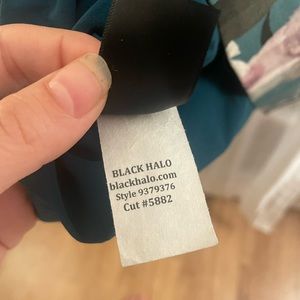 BLACK HALO
blackhalo.com
Style 9379376
Cut #5882